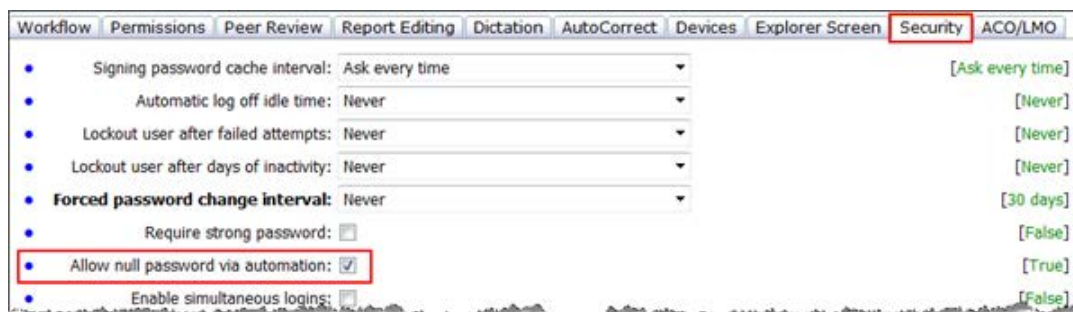 Workflow Permissions Peer Review Report Editing Dictation AutoCorrect Devices Explorer Screen Security ACO/LMO
Signing password cache interval: Ask every time [Ask every time]
Automatic log off idle time: Never [Never]
Lockout user after failed attempts: Never [Never]
Lockout user after days of inactivity: Never [Never]
Forced password change interval: Never [30 days]
Require strong password: [False]
Allow null password via automation: [True]
Enable simultaneous logins: [False]